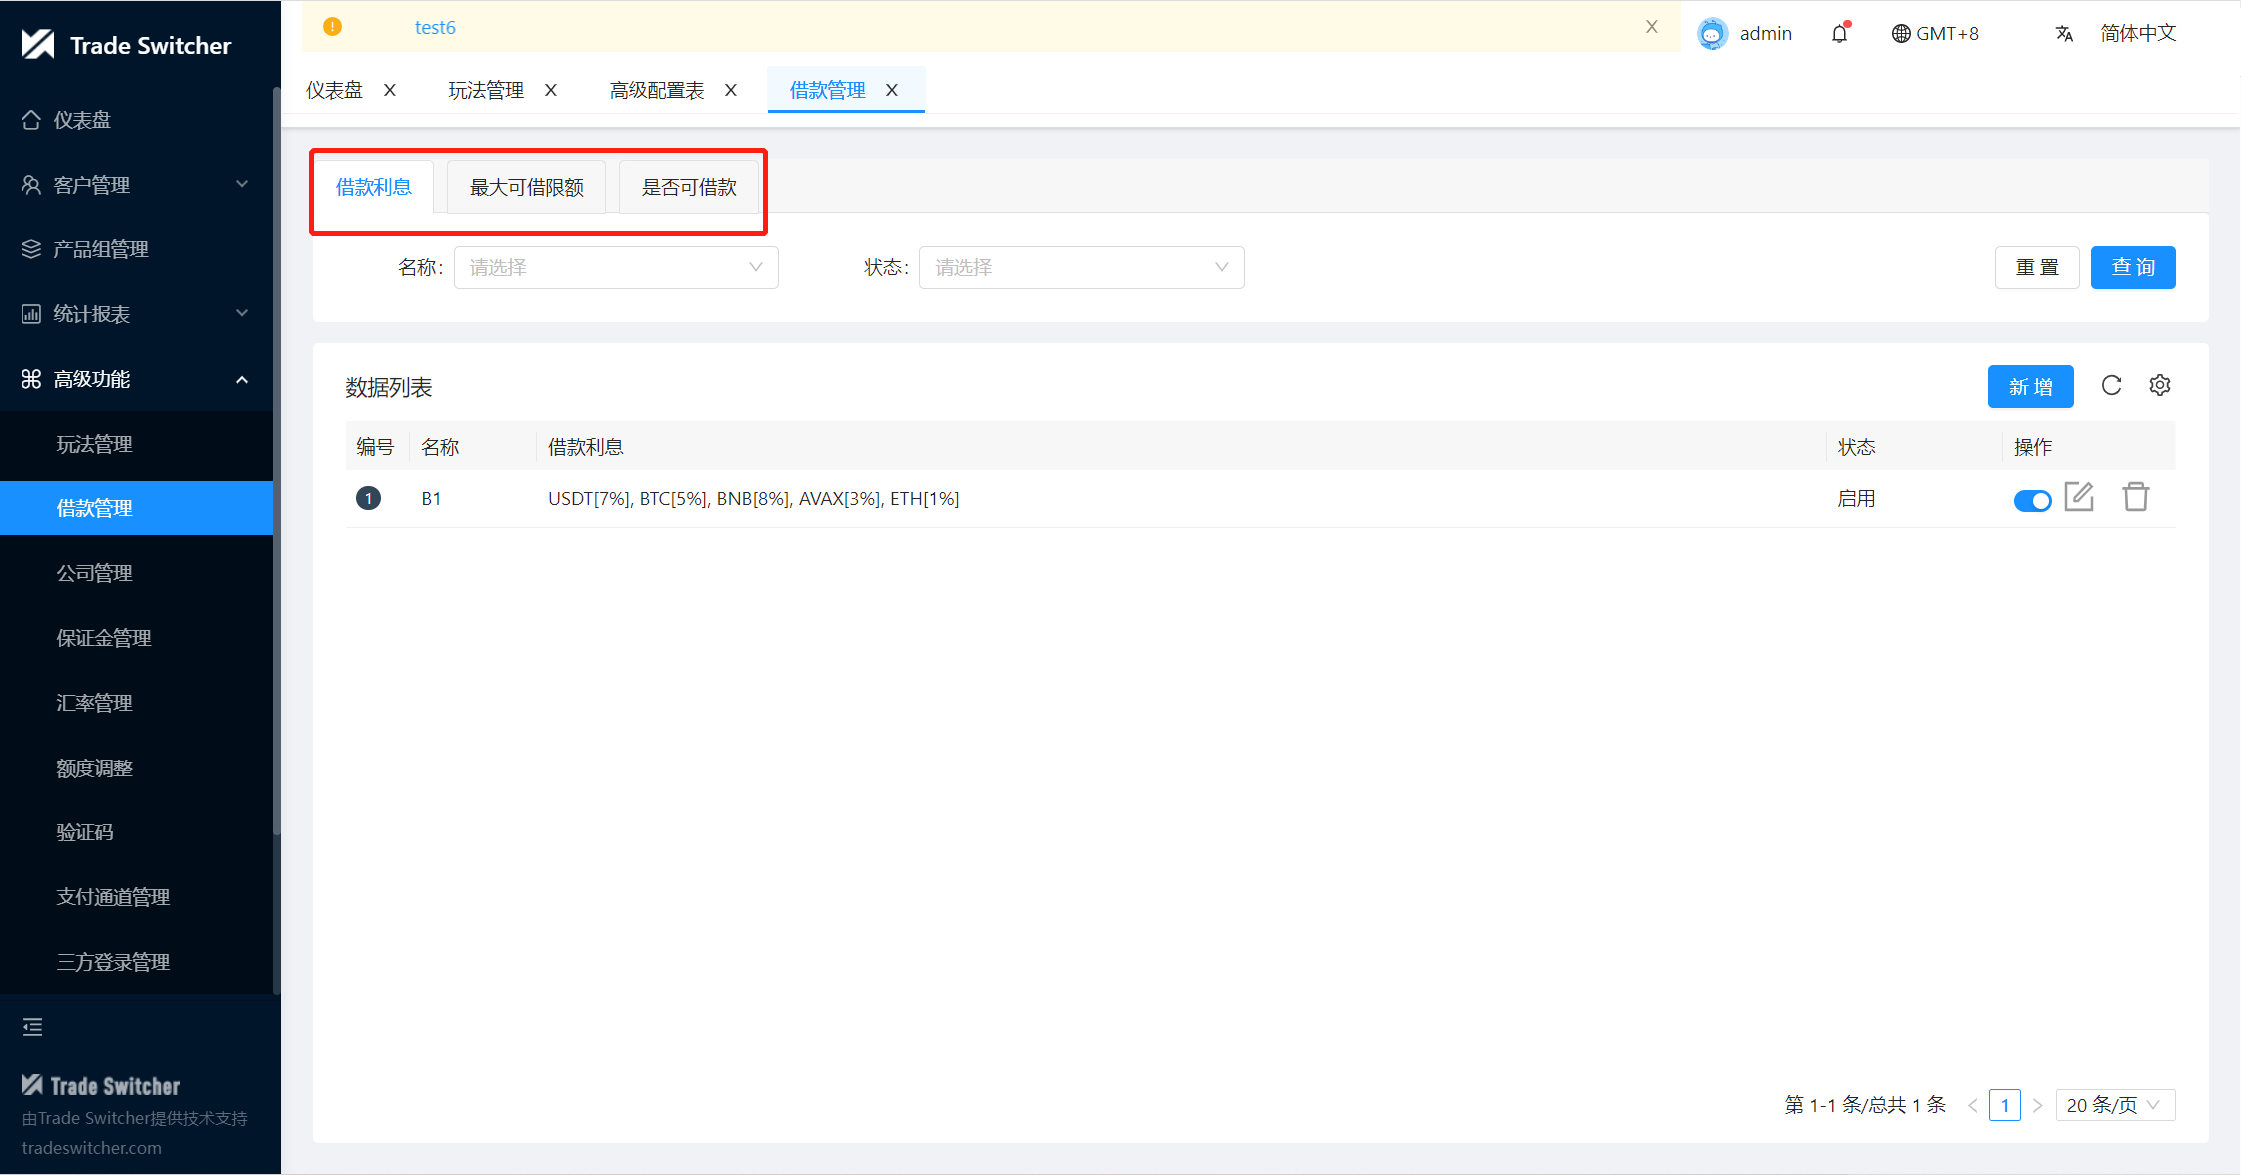 Trade Switcher
test6
X
admin
GMT+8
简体中文
仪表盘 X 玩法管理 X 高级配置表 X 借款管理 X
仪表盘
客户管理
产品组管理
统计报表
高级功能
玩法管理
借款管理
公司管理
保证金管理
汇率管理
额度调整
验证码
支付通道管理
三方登录管理
Trade Switcher
由Trade Switcher提供技术支持
tradeswitcher.com
借款利息 最大可借限额 是否可借款
名称: 请选择 状态: 请选择 重 置 查 询
数据列表 新 增
编号 名称 借款利息 状态 操作
1 B1 USDT[7%], BTC[5%], BNB[8%], AVAX[3%], ETH[1%] 启用
第 1-1 条/总共 1 条 < 1 > 20 条/页